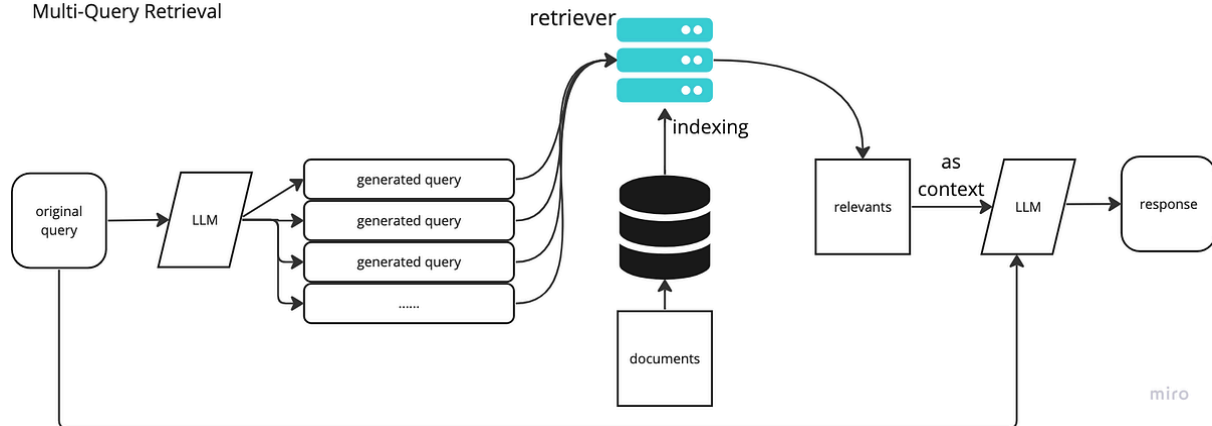 Multi-Query Retrieval
retriever
indexing
original
query
LLM
generated query
generated query
generated query
......
documents
relevants
as
context
LLM
response
miro